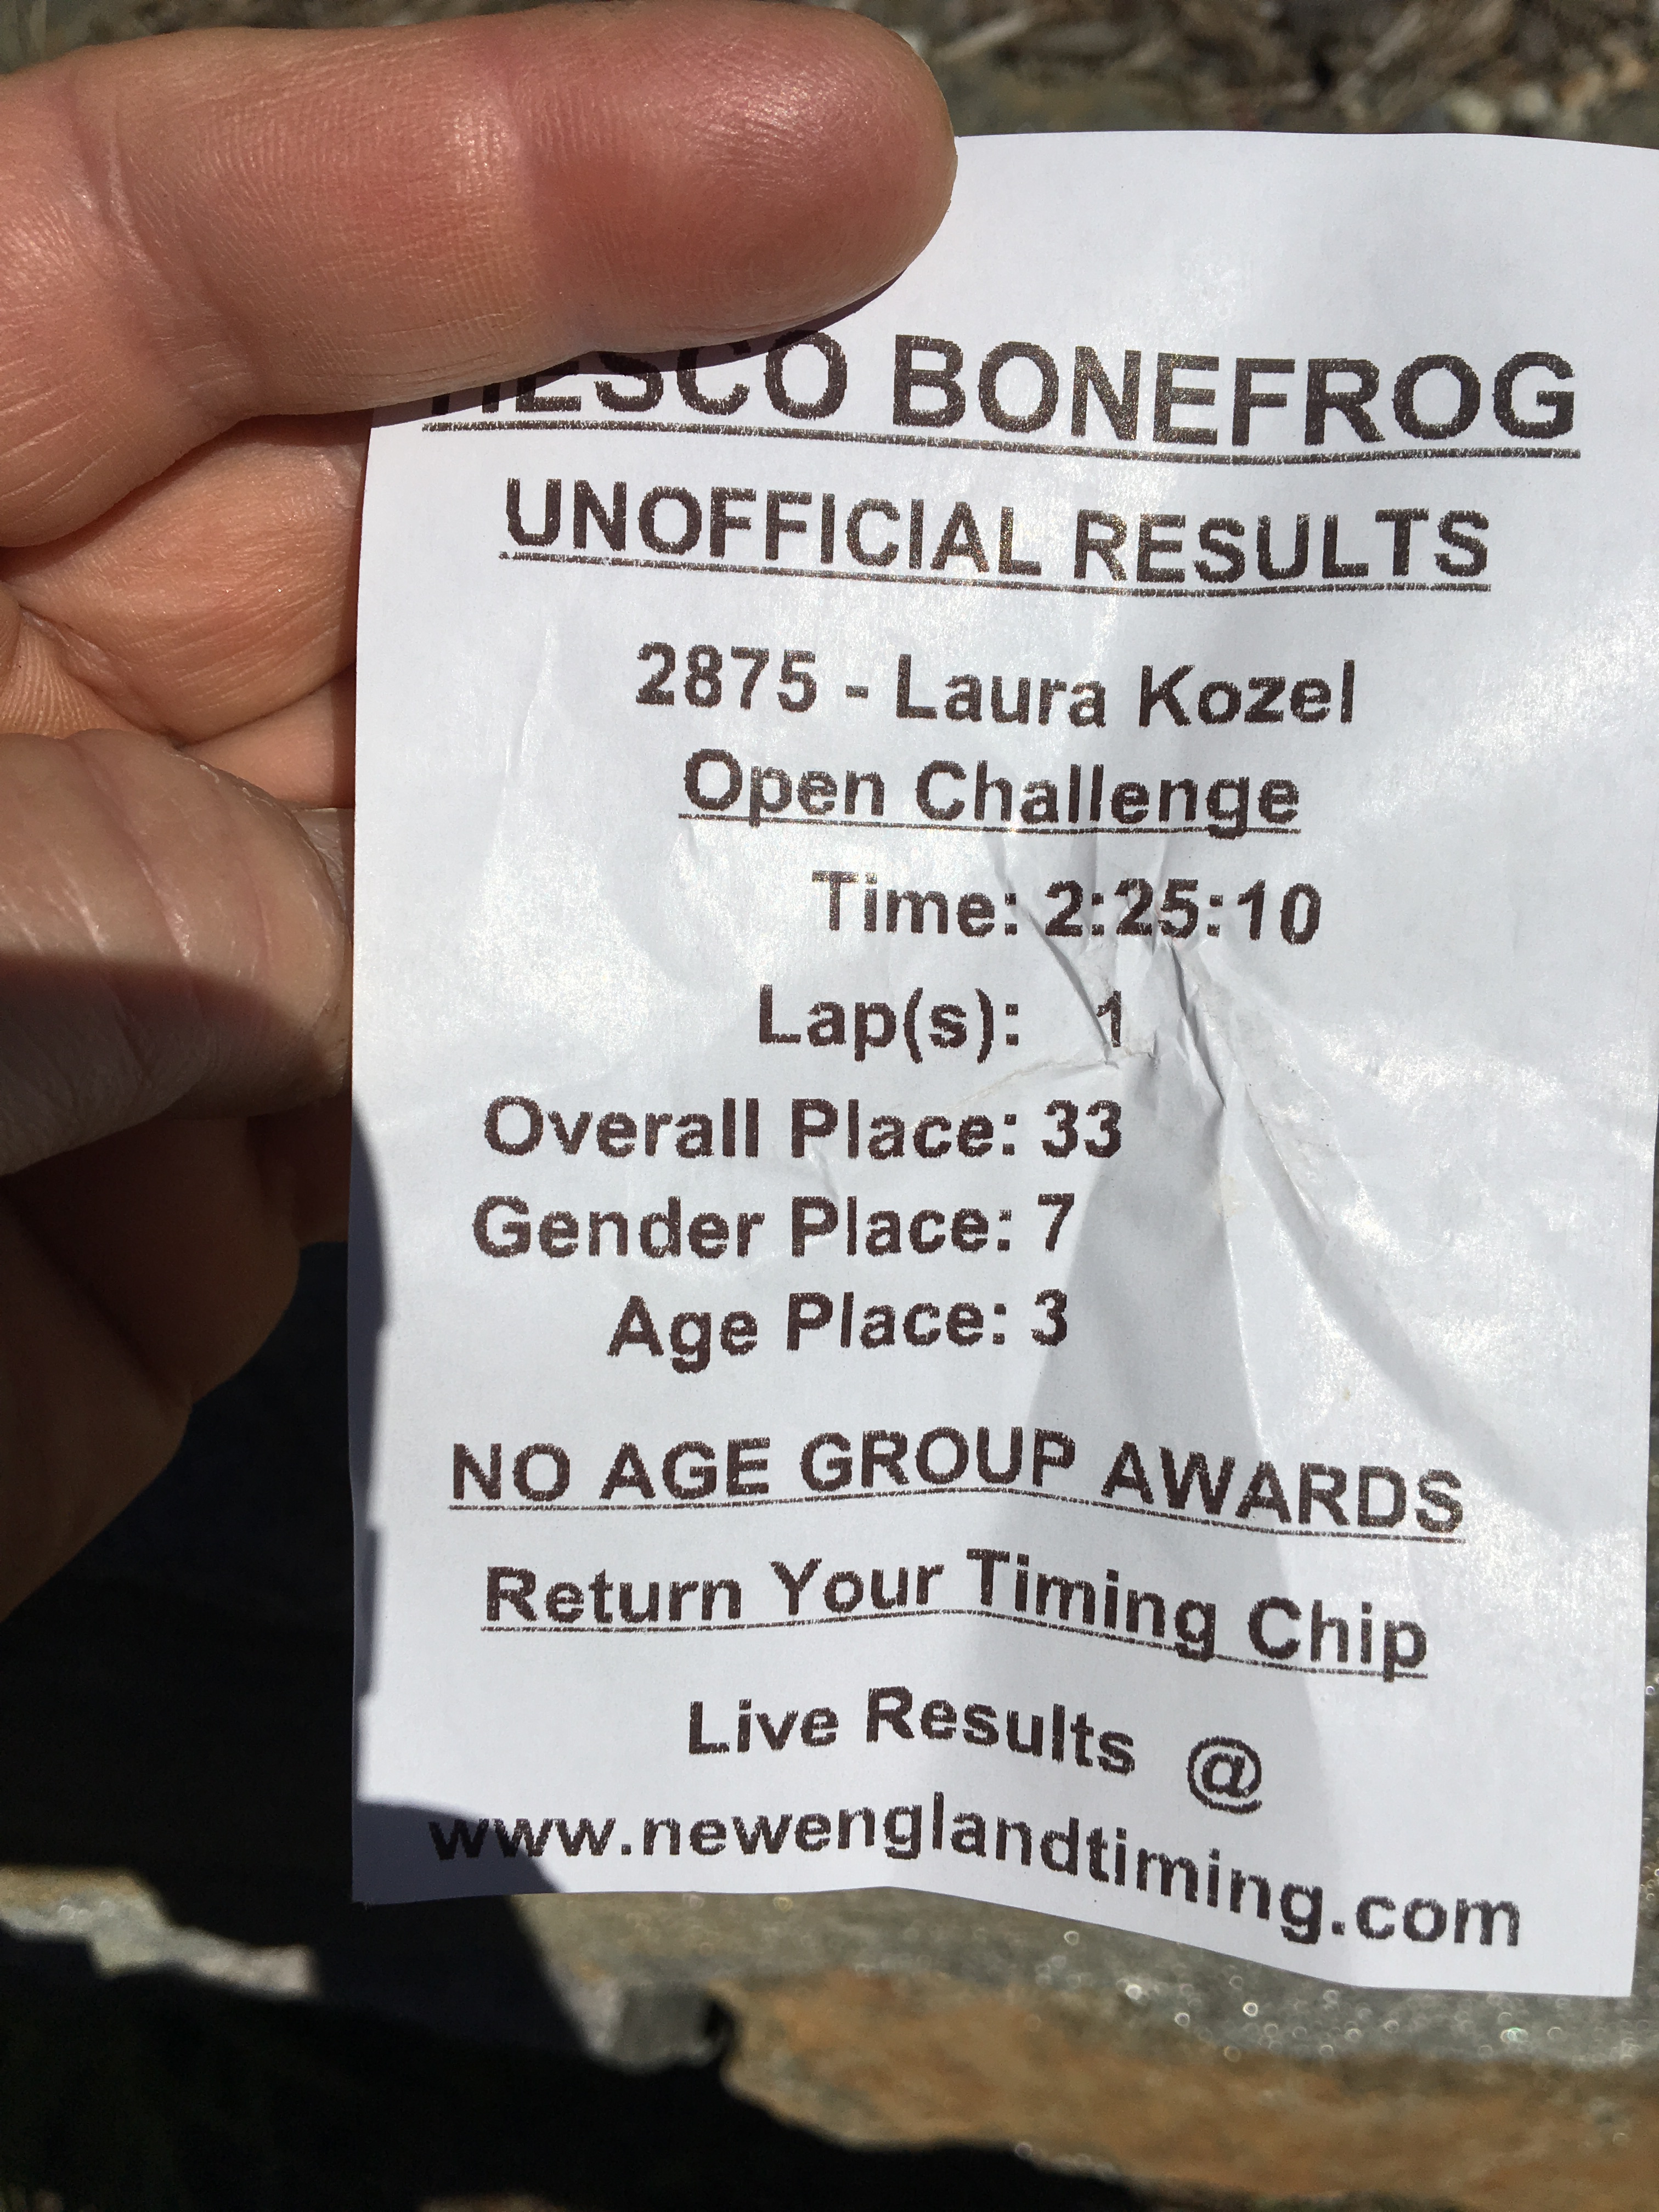 BONEFROG
UNOFFICIAL RESULTS
2875 - Laura Kozel
Open Challenge
Time: 2:25:10
Lap(s): 1
Overall Place: 33
Gender Place: 7
Age Place: 3
NO AGE GROUP AWARDS
Return Your Timing Chip
Live Results @
www.newenglandtiming.com